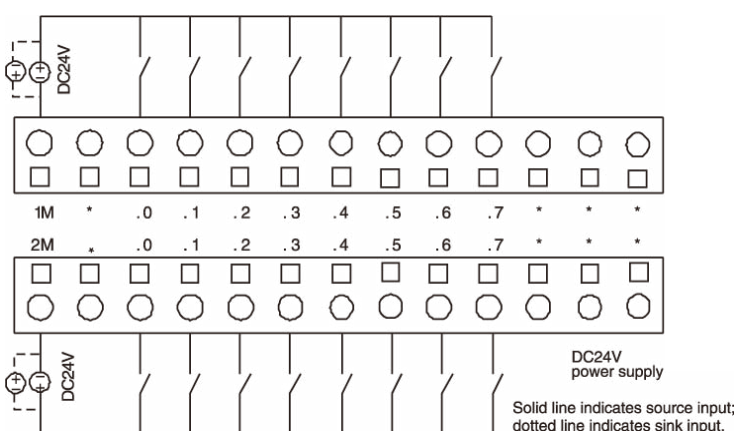 DC24V
1M * .0 .1 .2 .3 .4 .5 .6 .7 * * *
2M * .0 .1 .2 .3 .4 .5 .6 .7 * * *
DC24V
DC24V
power supply
Solid line indicates source input;
dotted line indicates sink input.